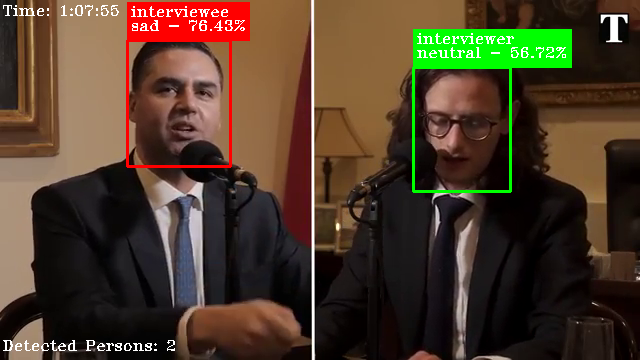 Time: 1:07:55
interviewee
sad - 76.43%
interviewer
neutral - 56.72%
T
Detected Persons: 2